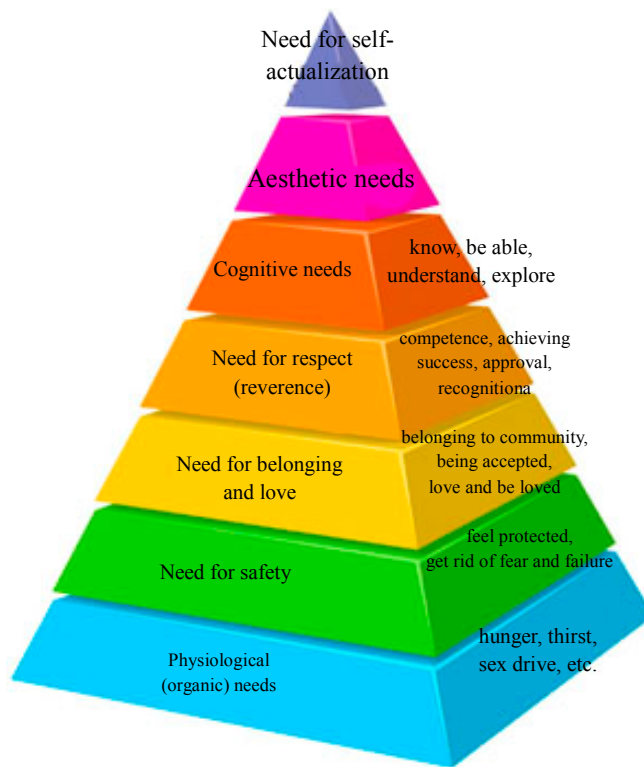 Need for self-
actualization
Aesthetic needs
Cognitive needs
know, be able,
understand, explore
Need for respect
(reverence)
competence, achieving
success, approval,
recognitiona
Need for belonging
and love
belonging to community,
being accepted,
love and be loved
Need for safety
feel protected,
get rid of fear and failure
Physiological
(organic) needs
hunger, thirst,
sex drive, etc.